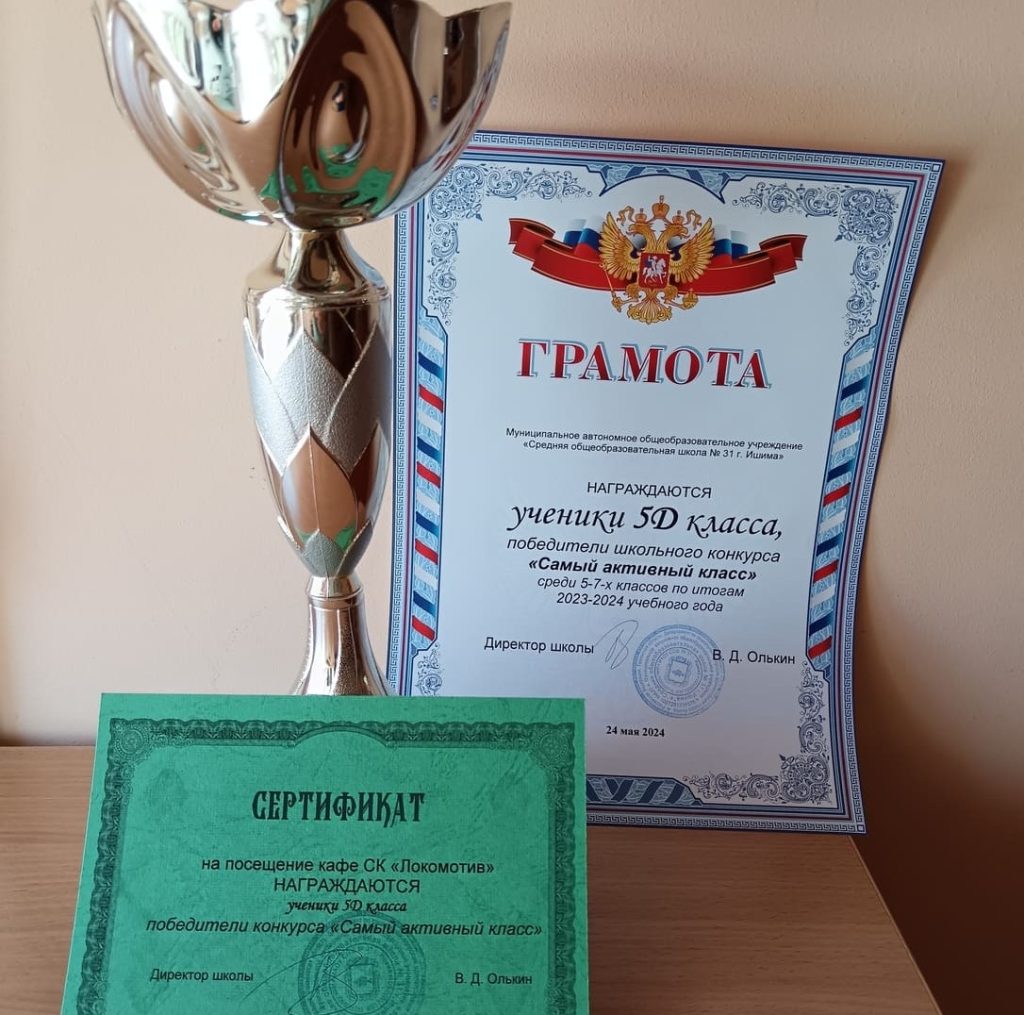 ГРАМОТА
Муниципальное автономное общеобразовательное учреждение
«Средняя общеобразовательная школа № 31 г. Ишима»
НАГРАЖДАЮТСЯ
ученики 5D класса,
победители школьного конкурса
«Самый активный класс»
среди 5-7-х классов по итогам
2023-2024 учебного года
Директор школы В. Д. Олькин
24 мая 2024
СЕРТИФИКАТ
на посещение кафе СК «Локомотив»
НАГРАЖДАЮТСЯ
ученики 5D класса
победители конкурса «Самый активный класс»
Директор школы В. Д. Олькин